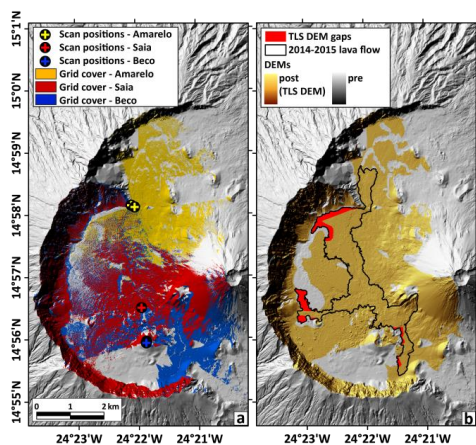 Scan positions - Amarelo
Scan positions - Saia
Scan positions - Beco
Grid cover - Amarelo
Grid cover - Saia
Grid cover - Beco
TLS DEM gaps
2014-2015 lava flow
DEMs
post
(TLS DEM)
pre
15°1'N
15°0'N
14°59'N
14°58'N
14°57'N
14°56'N
14°55'N
0 1 2 km
a
b
24°23'W 24°22'W 24°21'W
24°23'W 24°22'W 24°21'W